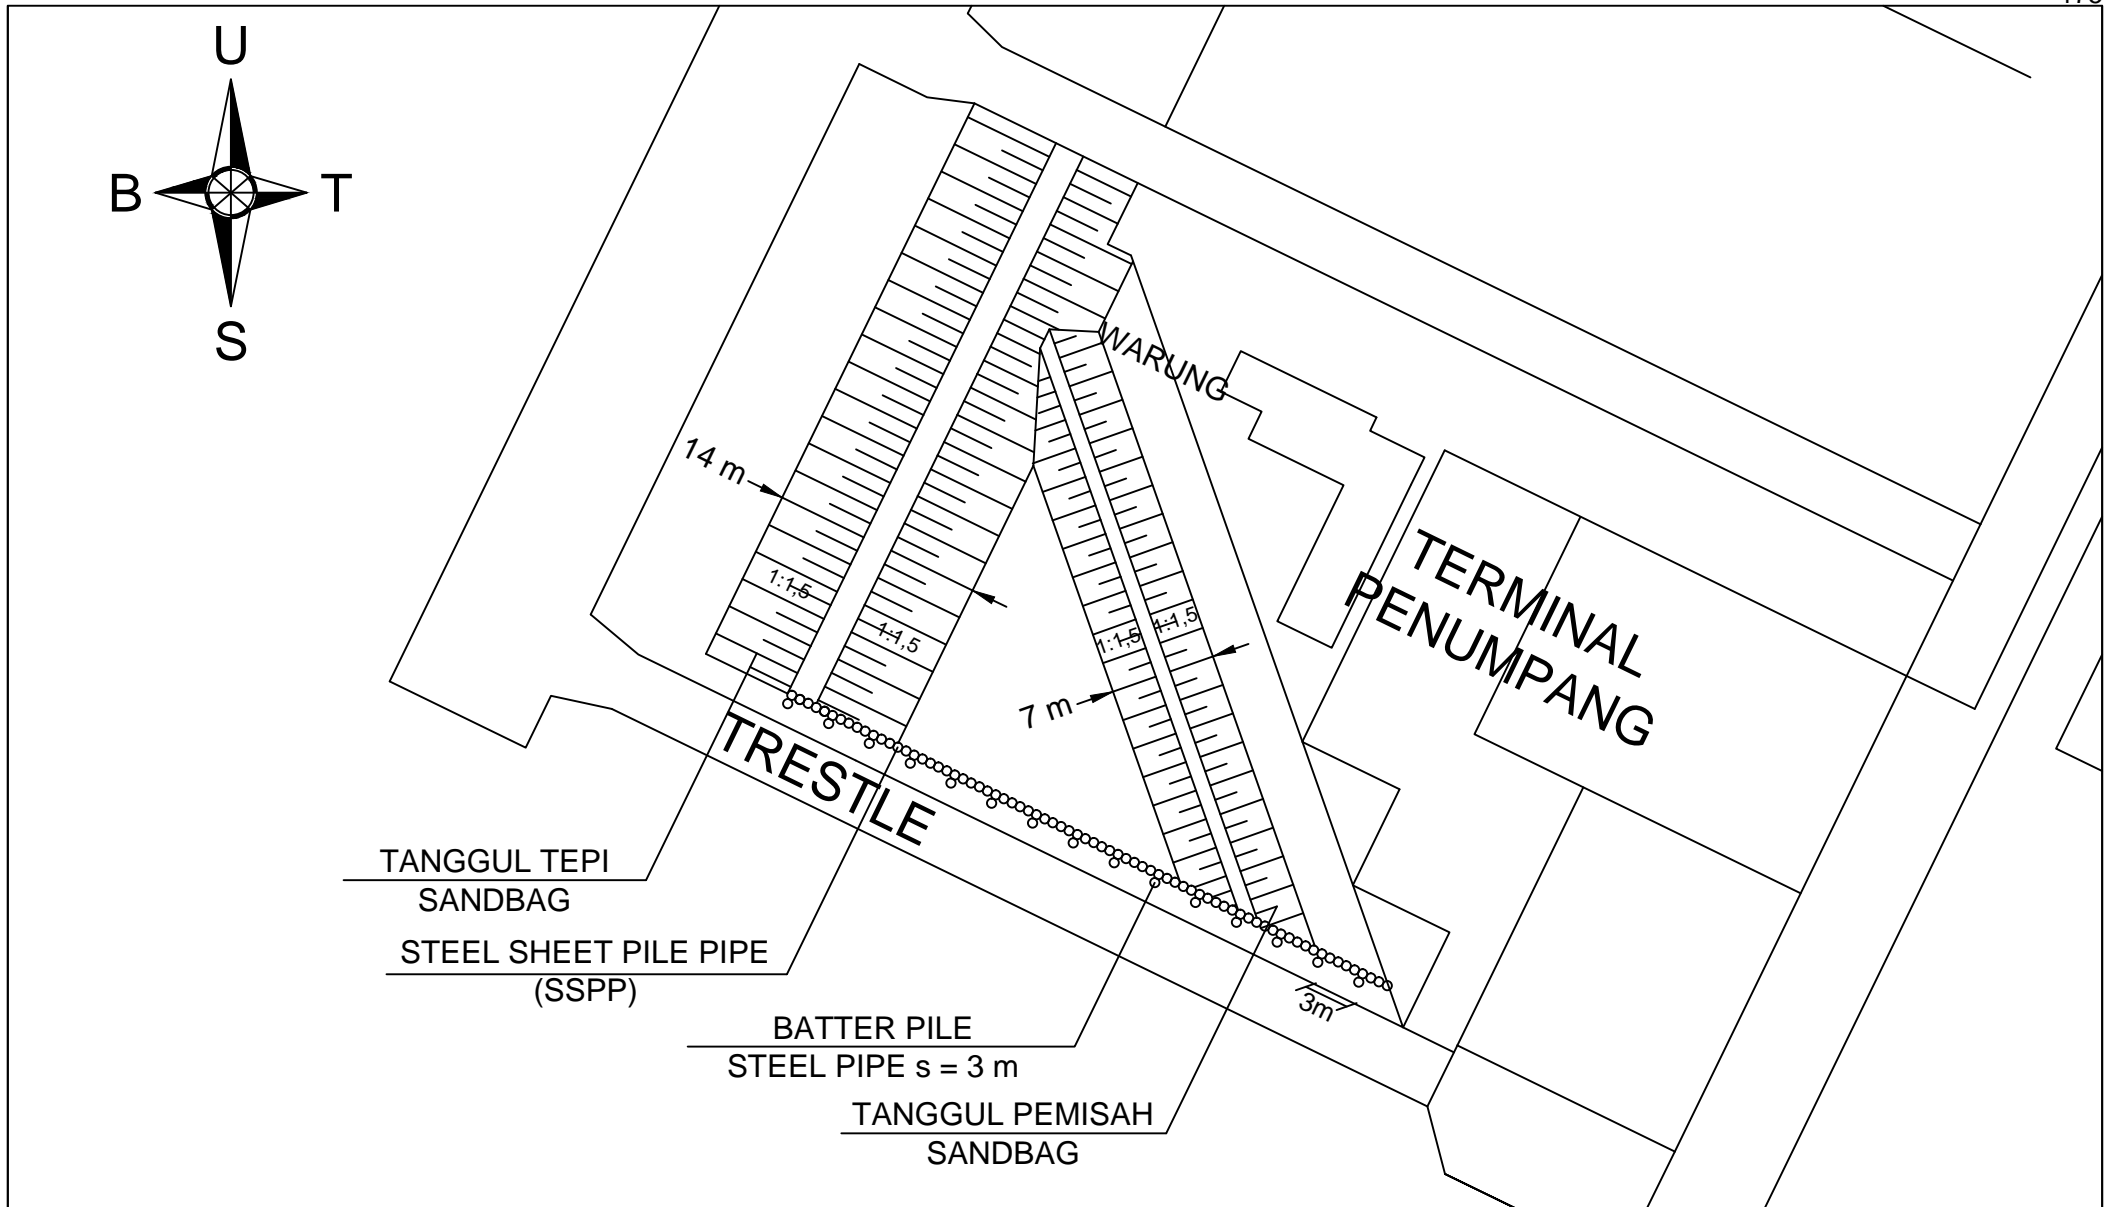 U
B
T
S
WARUNG
14 m
1:1,5
1:1,5
1:1,5
1:1,5
7 m
TERMINAL
PENUMPANG
TRESTLE
TANGGUL TEPI
SANDBAG
STEEL SHEET PILE PIPE
(SSPP)
3m
BATTER PILE
STEEL PIPE s = 3 m
TANGGUL PEMISAH
SANDBAG